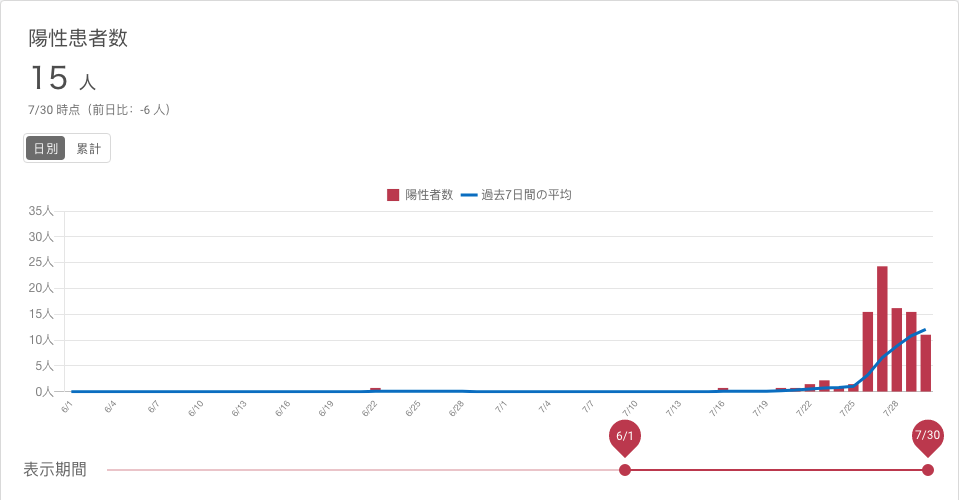 陽性患者数
15 人
7/30 時点（前日比：-6 人）
日別 累計
陽性者数 過去7日間の平均
35人
30人
25人
20人
15人
10人
5人
0人
6/1 6/4 6/7 6/10 6/13 6/16 6/19 6/22 6/25 6/28 7/1 7/4 7/7 7/10 7/13 7/16 7/19 7/22 7/25 7/28
6/1 7/30
表示期間